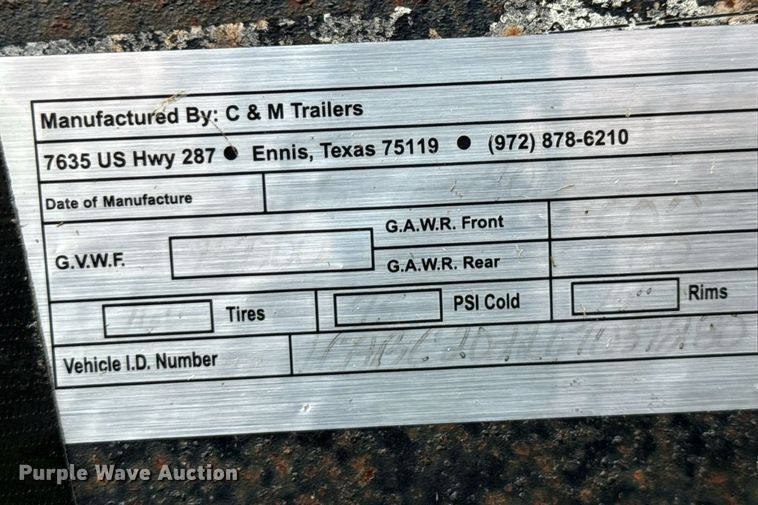 Manufactured By: C & M Trailers
7635 US Hwy 287 ● Ennis, Texas 75119 ● (972) 878-6210
Date of Manufacture
G.V.W.F.
G.A.W.R. Front
G.A.W.R. Rear
Tires PSI Cold Rims
Vehicle I.D. Number
Purple Wave Auction